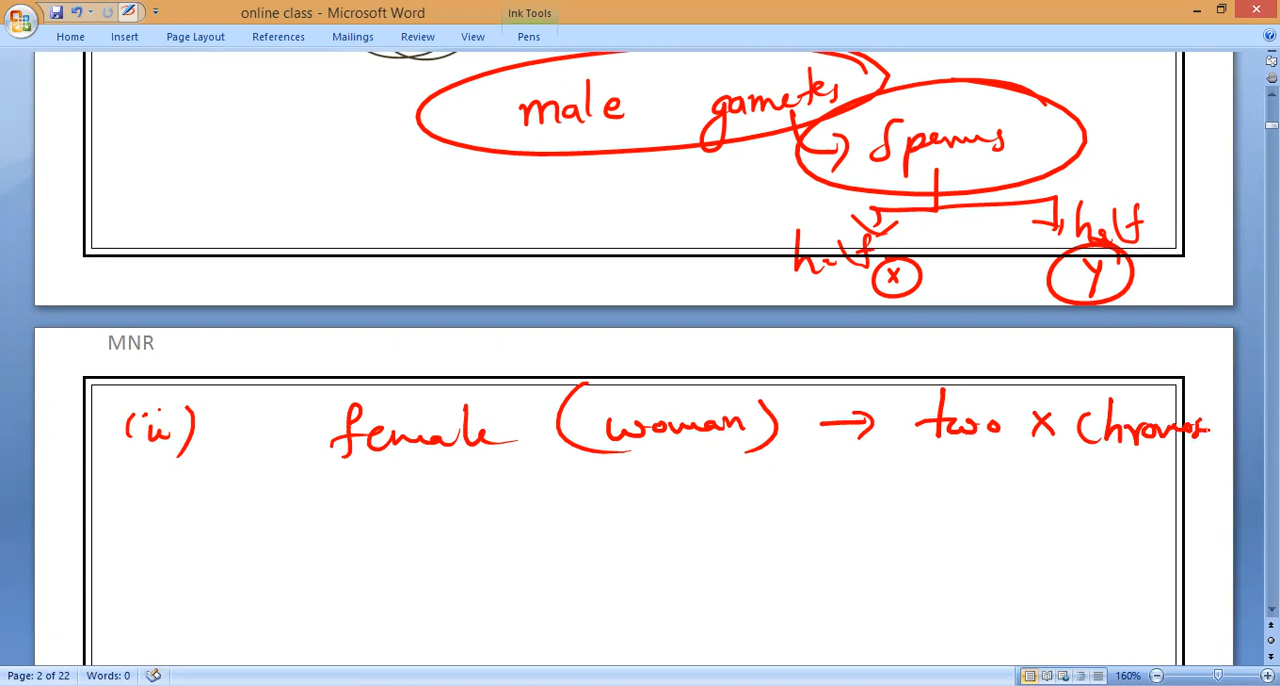 online class - Microsoft Word
Ink Tools
Home Insert Page Layout References Mailings Review View Pens
male gametes
→ sperms
half half
X Y
MNR
(ii) female (woman) → two X chromos
Page: 2 of 22 Words: 0 160%